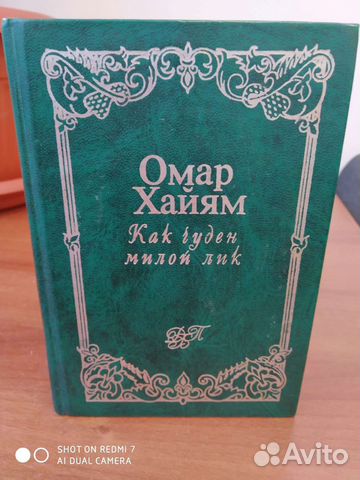 Омар
Хайям
Как чуден
милой лик
SHOT ON REDMI 7
AI DUAL CAMERA
Avito